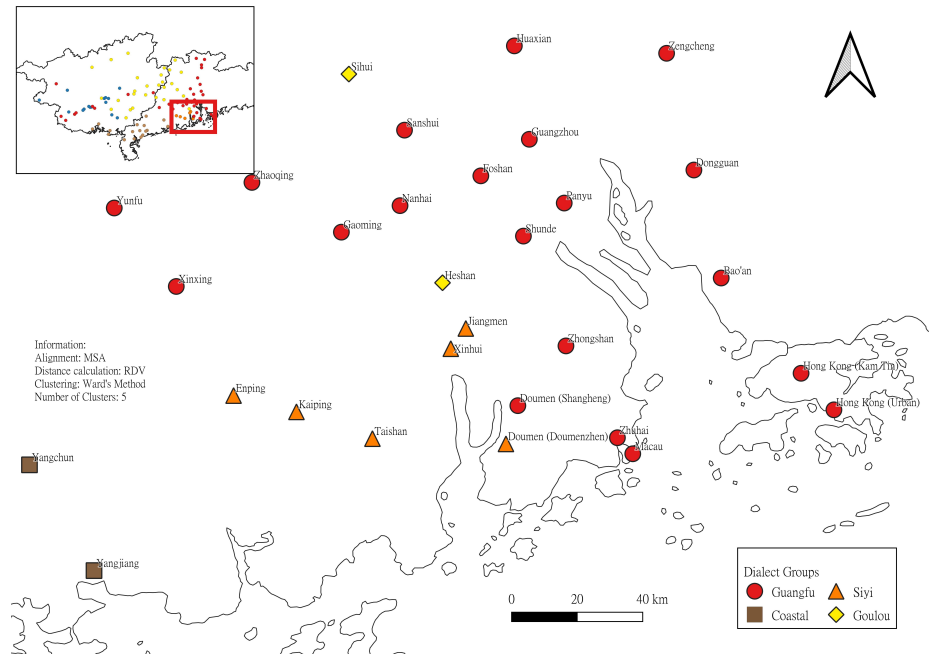 Huaxian
Zengcheng
Sihui
Sanshui
Guangzhou
Zhaoqing
Foshan
Dongguan
Yunfu
Nanhai
Panyu
Gaoming
Shunde
Xinxing
Heshan
Bao'an
Jiangmen
Xinhui
Zhongshan
Information:
Alignment: MSA
Distance calculation: RDV
Clustering: Ward's Method
Number of Clusters: 5
Hong Kong (Kam Tin)
Enping
Kaiping
Doumen (Shangheng)
Hong Kong (Urban)
Taishan
Doumen (Doumenzhen)
Zhuhai
Macau
Yangchun
Yangjiang
Dialect Groups
Guangfu
Siyi
Coastal
Goulou
0 20 40 km